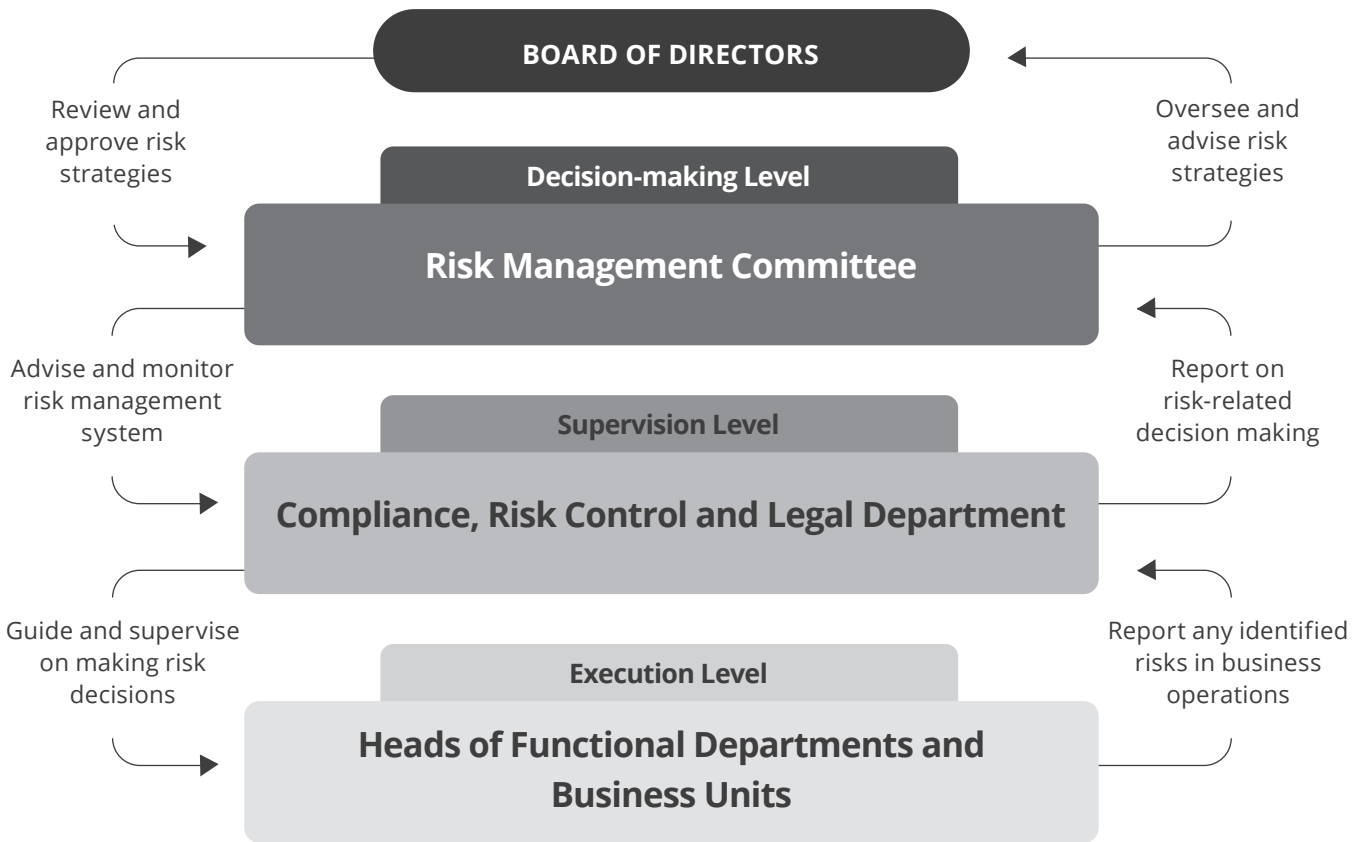 BOARD OF DIRECTORS
Review and
approve risk
strategies
Oversee and
advise risk
strategies
Decision-making Level
Risk Management Committee
Advise and monitor
risk management
system
Report on
risk-related
decision making
Supervision Level
Compliance, Risk Control and Legal Department
Guide and supervise
on making risk
decisions
Report any identified
risks in business
operations
Execution Level
Heads of Functional Departments and
Business Units